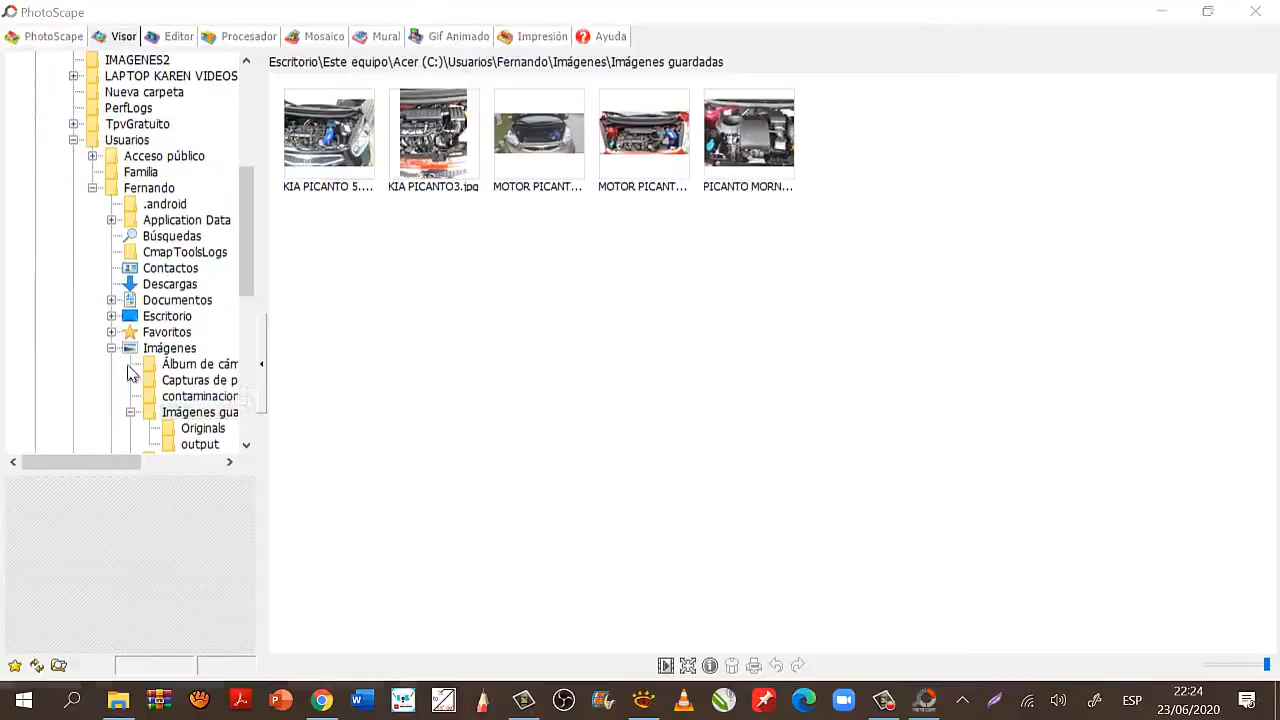 PhotoScape
PhotoScape Visor Editor Procesador Mosaico Mural Gif Animado Impresión Ayuda
Escritorio\Este equipo\Acer (C:)\Usuarios\Fernando\Imágenes\Imágenes guardadas
IMAGENES2
LAPTOP KAREN VIDEOS
Nueva carpeta
PerfLogs
TpvGratuito
Usuarios
Acceso público
Familia
Fernando
.android
Application Data
Búsquedas
CmapToolsLogs
Contactos
Descargas
Documentos
Escritorio
Favoritos
Imágenes
Álbum de cám
Capturas de p
contaminacion
Imágenes gua
Originals
output
KIA PICANTO 5.... KIA PICANTO3.jpg MOTOR PICANT... MOTOR PICANT... PICANTO MORN...
ESP
22:24
23/06/2020